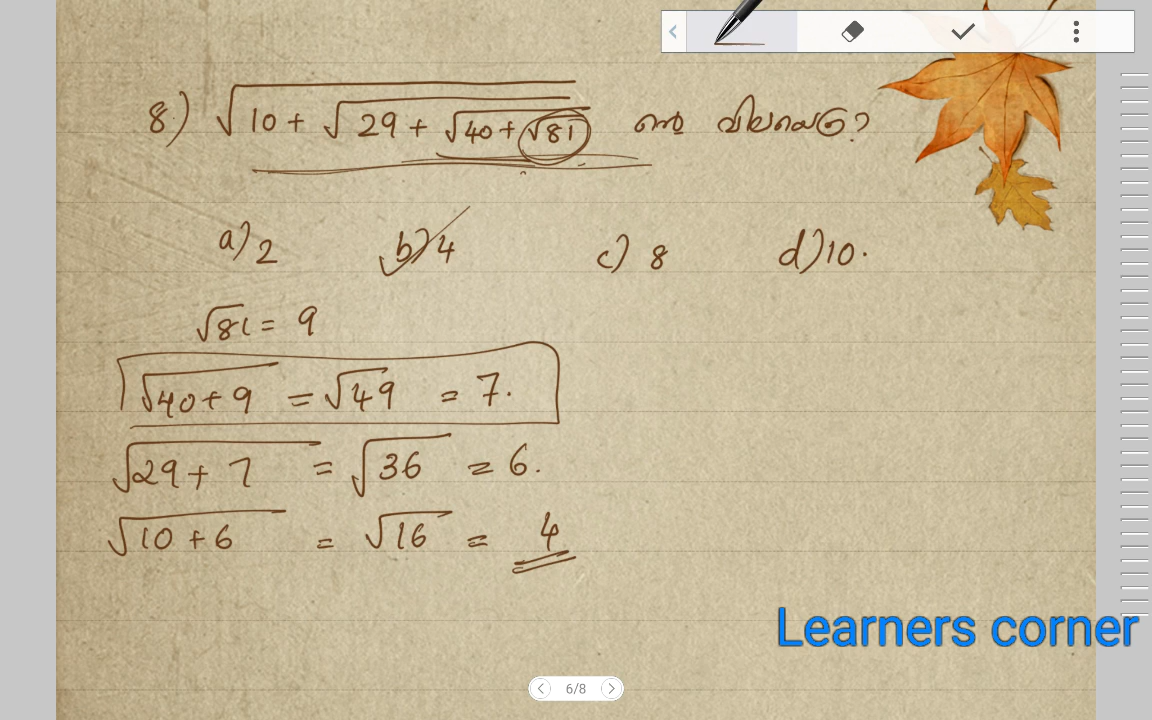 8) √10 + √29 + √40 + √81 ന്റെ വിലയെത്ര?
a) 2 b) 4 c) 8 d) 10.
√81 = 9
√40 + 9 = √49 = 7.
√29 + 7 = √36 = 6.
√10 + 6 = √16 = 4
Learners corner
6/8